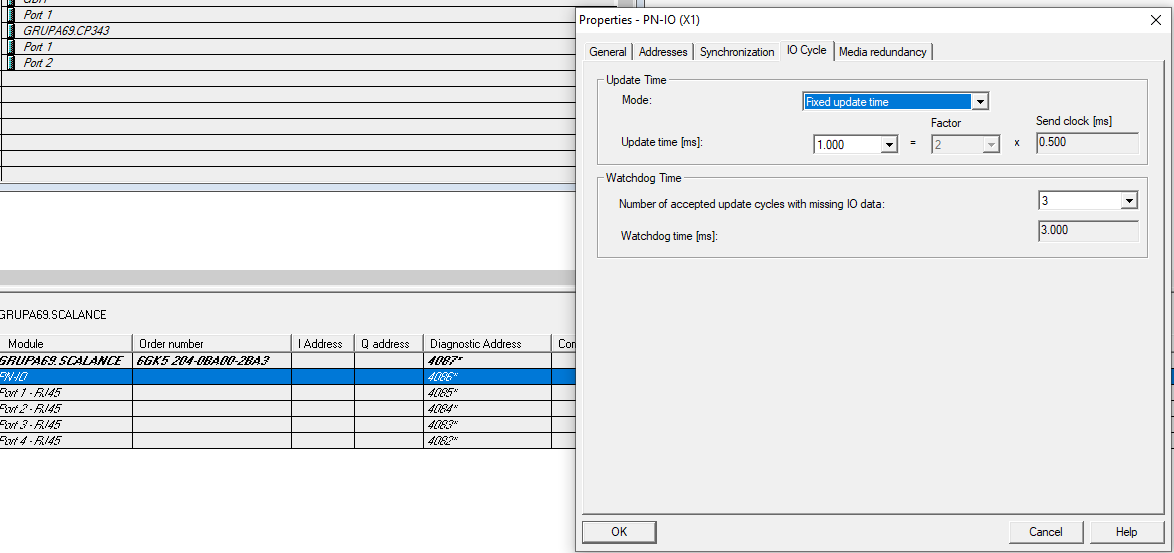 Port 1
GRUPA69.CP343
Port 1
Port 2
Properties - PN-IO (X1)
General
Addresses
Synchronization
IO Cycle
Media redundancy
Update Time
Mode:
Fixed update time
Factor
Send clock [ms]
Update time [ms]:
1.000
=
2
x
0.500
Watchdog Time
Number of accepted update cycles with missing IO data:
3
Watchdog time [ms]:
3.000
GRUPA69.SCALANCE
Module
Order number
I Address
Q address
Diagnostic Address
Con
GRUPA69.SCALANCE
6GK5 204-0BA00-2BA3
4087*
PN-IO
4086*
Port 1 - RJ45
4085*
Port 2 - RJ45
4084*
Port 3 - RJ45
4083*
Port 4 - RJ45
4082*
OK
Cancel
Help